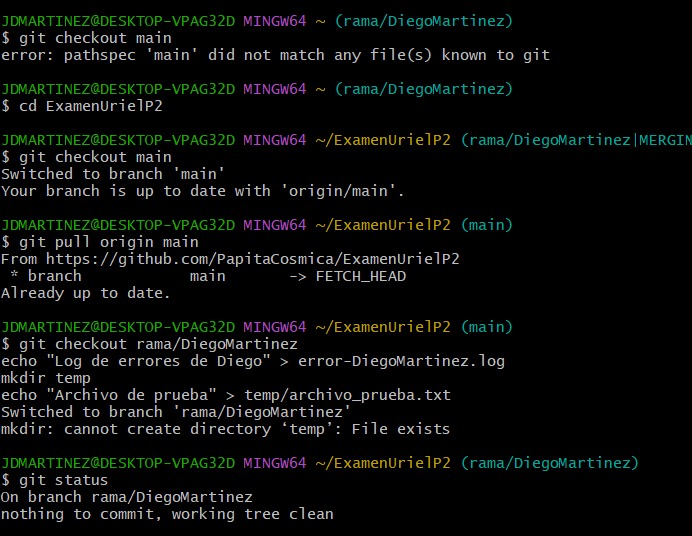 JDMARTINEZ@DESKTOP-VPAG32D MINGW64 ~ (rama/DiegoMartinez)
$ git checkout main
error: pathspec 'main' did not match any file(s) known to git
JDMARTINEZ@DESKTOP-VPAG32D MINGW64 ~ (rama/DiegoMartinez)
$ cd ExamenUrielP2
JDMARTINEZ@DESKTOP-VPAG32D MINGW64 ~/ExamenUrielP2 (rama/DiegoMartinez|MERGIN
$ git checkout main
Switched to branch 'main'
Your branch is up to date with 'origin/main'.
JDMARTINEZ@DESKTOP-VPAG32D MINGW64 ~/ExamenUrielP2 (main)
$ git pull origin main
From https://github.com/PapitaCosmica/ExamenUrielP2
 * branch            main       -> FETCH_HEAD
Already up to date.
JDMARTINEZ@DESKTOP-VPAG32D MINGW64 ~/ExamenUrielP2 (main)
$ git checkout rama/DiegoMartinez
echo "Log de errores de Diego" > error-DiegoMartinez.log
mkdir temp
echo "Archivo de prueba" > temp/archivo_prueba.txt
Switched to branch 'rama/DiegoMartinez'
mkdir: cannot create directory ‘temp’: File exists
JDMARTINEZ@DESKTOP-VPAG32D MINGW64 ~/ExamenUrielP2 (rama/DiegoMartinez)
$ git status
On branch rama/DiegoMartinez
nothing to commit, working tree clean